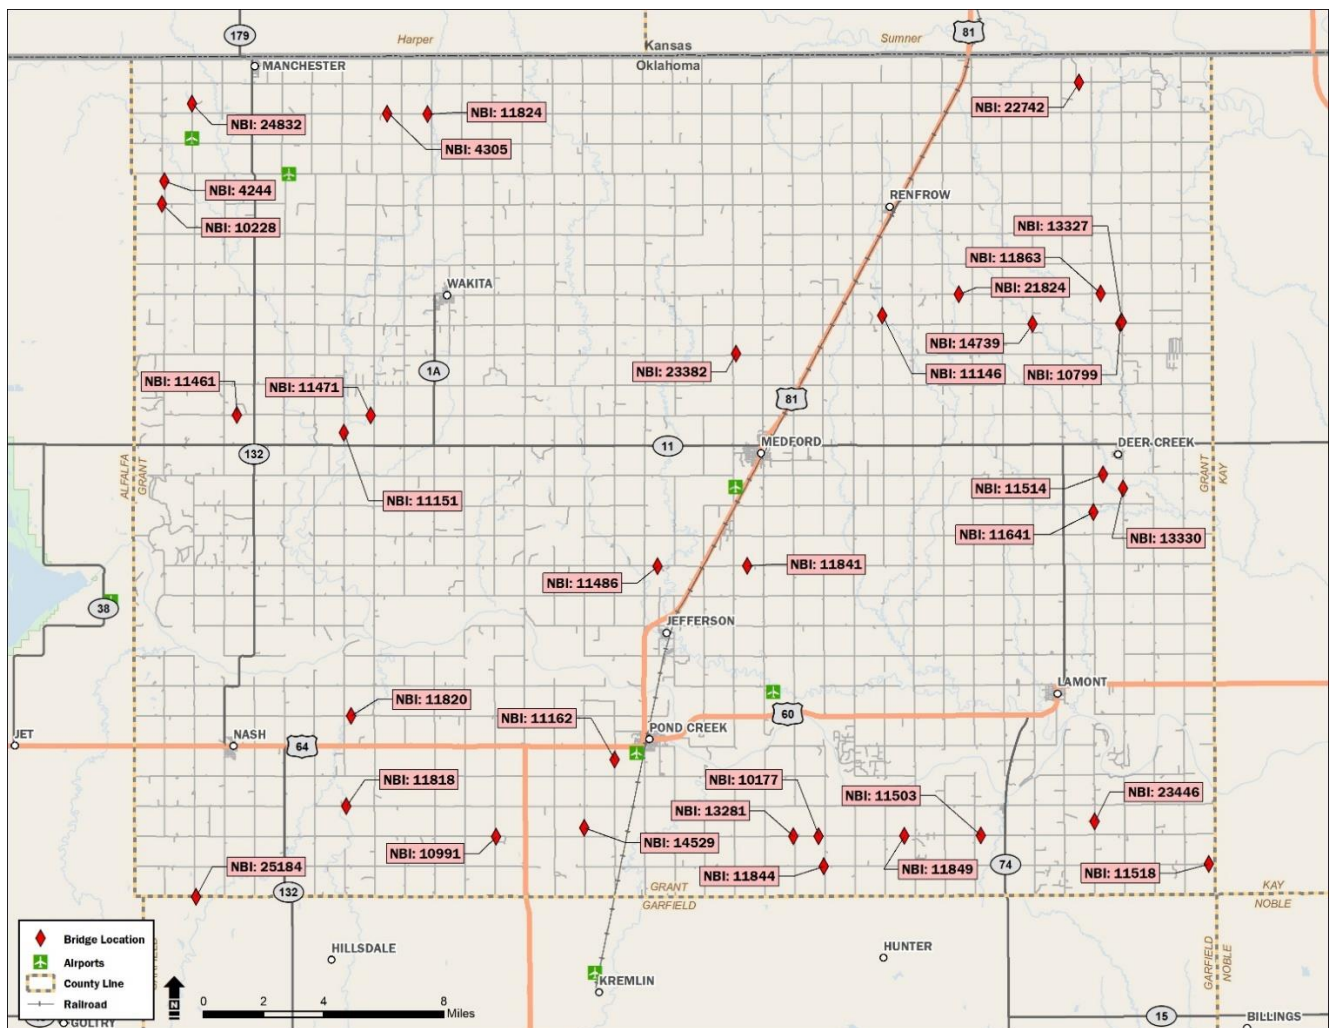 179
Harper
Kansas
Sumner
81
MANCHESTER
Oklahoma
NBI: 24832
NBI: 11824
NBI: 22742
NBI: 4305
NBI: 4244
RENFROW
NBI: 10228
NBI: 13327
NBI: 11863
WAKITA
NBI: 21824
NBI: 14739
NBI: 23382
1A
NBI: 11146
NBI: 10799
NBI: 11461
NBI: 11471
81
MEDFORD
11
132
DEER CREEK
ALFALFA
GRANT
GRANT
KAY
NBI: 11514
NBI: 11151
NBI: 11641
NBI: 13330
NBI: 11486
NBI: 11841
38
JEFFERSON
LAMONT
NBI: 11820
NBI: 11162
60
POND CREEK
JET
NASH
64
NBI: 11818
NBI: 10177
NBI: 11503
NBI: 23446
NBI: 13281
NBI: 10991
NBI: 14529
NBI: 25184
NBI: 11844
NBI: 11849
74
NBI: 11518
132
GRANT
GARFIELD
KAY
NOBLE
Bridge Location
Airports
County Line
Railroad
HILLSDALE
HUNTER
GARFIELD
NOBLE
KREMLIN
N
0 2 4 8
Miles
15
BILLINGS
GOLTRY